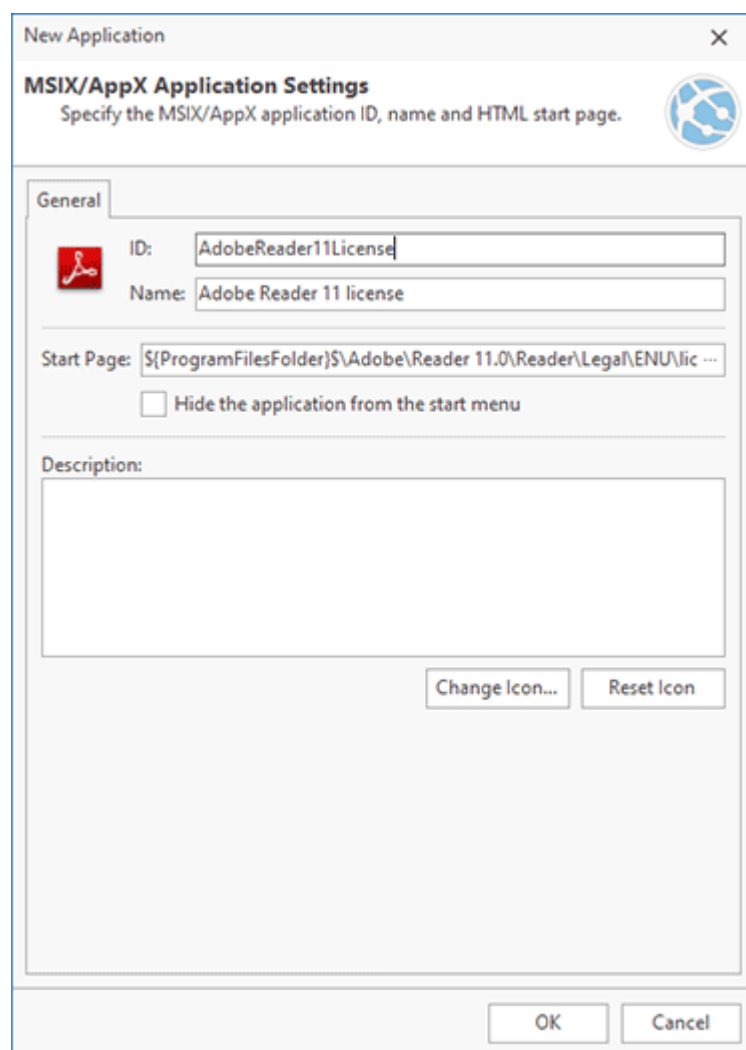 New Application
MSIX/AppX Application Settings
Specify the MSIX/AppX application ID, name and HTML start page.
General
ID: AdobeReader11License
Name: Adobe Reader 11 license
Start Page: ${ProgramFilesFolder}$\Adobe\Reader 11.0\Reader\Legal\ENU\lic ...
Hide the application from the start menu
Description:
Change Icon... Reset Icon
OK Cancel